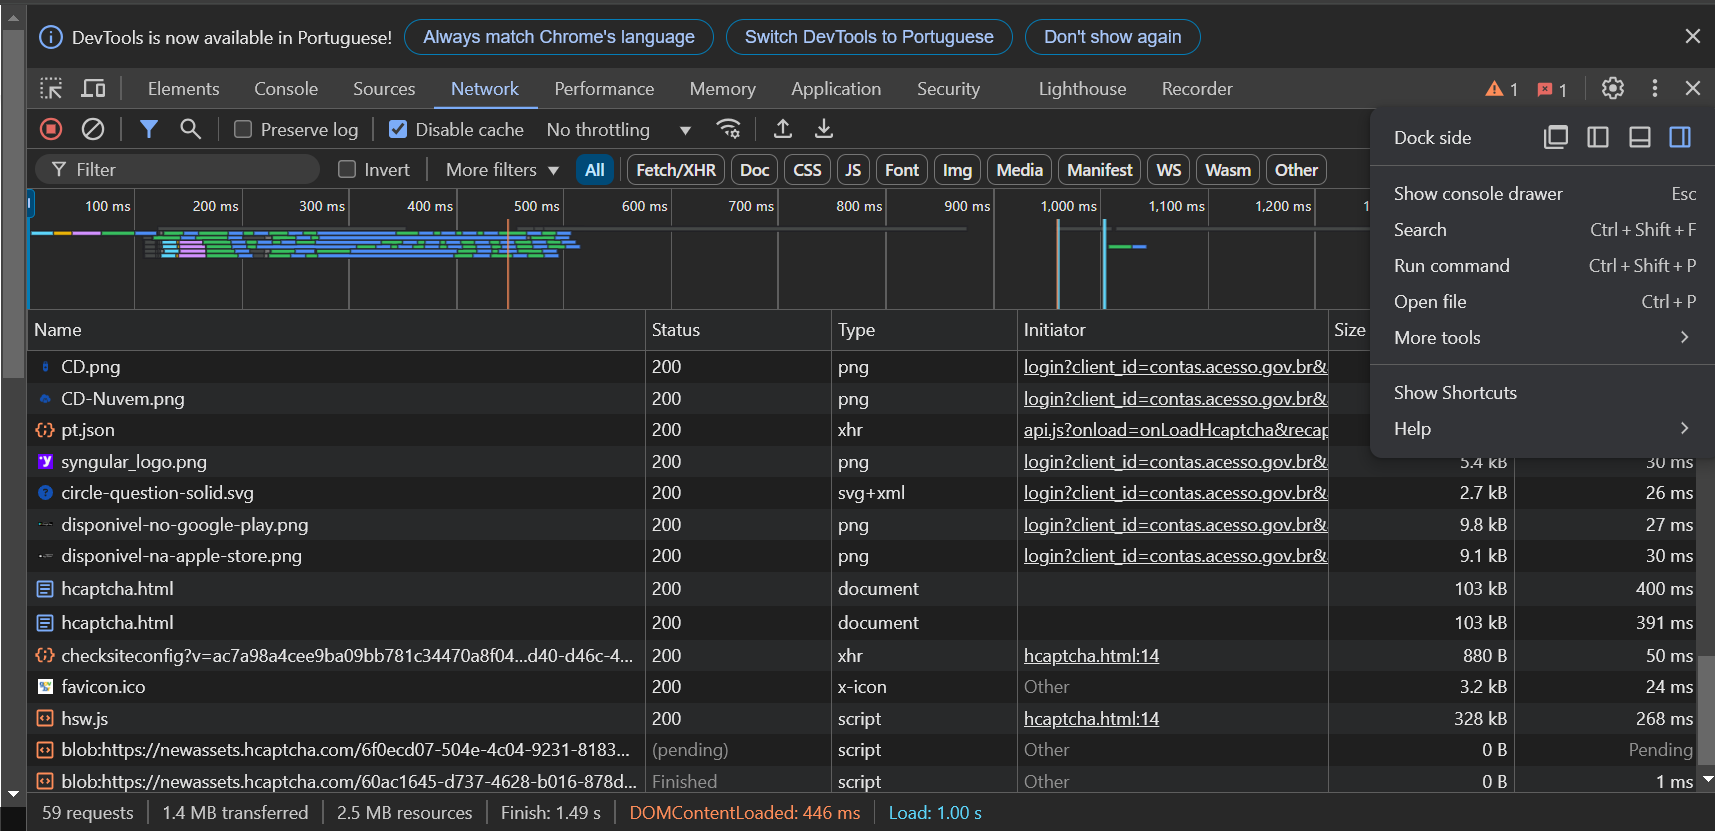 DevTools is now available in Portuguese! Always match Chrome's language Switch DevTools to Portuguese Don't show again
Elements Console Sources Network Performance Memory Application Security Lighthouse Recorder 1 1
Preserve log Disable cache No throttling
Filter Invert More filters All Fetch/XHR Doc CSS JS Font Img Media Manifest WS Wasm Other
100 ms 200 ms 300 ms 400 ms 500 ms 600 ms 700 ms 800 ms 900 ms 1,000 ms 1,100 ms 1,200 ms 1
Dock side
Show console drawer Esc
Search Ctrl + Shift + F
Run command Ctrl + Shift + P
Open file Ctrl + P
More tools
Show Shortcuts
Help
Name Status Type Initiator Size
CD.png 200 png login?client_id=contas.acesso.gov.br&
CD-Nuvem.png 200 png login?client_id=contas.acesso.gov.br&
pt.json 200 xhr api.js?onload=onLoadHcaptcha&recap
syngular_logo.png 200 png login?client_id=contas.acesso.gov.br& 5.4 kB 30 ms
circle-question-solid.svg 200 svg+xml login?client_id=contas.acesso.gov.br& 2.7 kB 26 ms
disponivel-no-google-play.png 200 png login?client_id=contas.acesso.gov.br& 9.8 kB 27 ms
disponivel-na-apple-store.png 200 png login?client_id=contas.acesso.gov.br& 9.1 kB 30 ms
hcaptcha.html 200 document 103 kB 400 ms
hcaptcha.html 200 document 103 kB 391 ms
checksiteconfig?v=ac7a98a4cee9ba09bb781c34470a8f04...d40-d46c-4... 200 xhr hcaptcha.html:14 880 B 50 ms
favicon.ico 200 x-icon Other 3.2 kB 24 ms
hsw.js 200 script hcaptcha.html:14 328 kB 268 ms
blob:https://newassets.hcaptcha.com/6f0ecd07-504e-4c04-9231-8183... (pending) script Other 0 B Pending
blob:https://newassets.hcaptcha.com/60ac1645-d737-4628-b016-878d... Finished script Other 0 B 1 ms
59 requests 1.4 MB transferred 2.5 MB resources Finish: 1.49 s DOMContentLoaded: 446 ms Load: 1.00 s